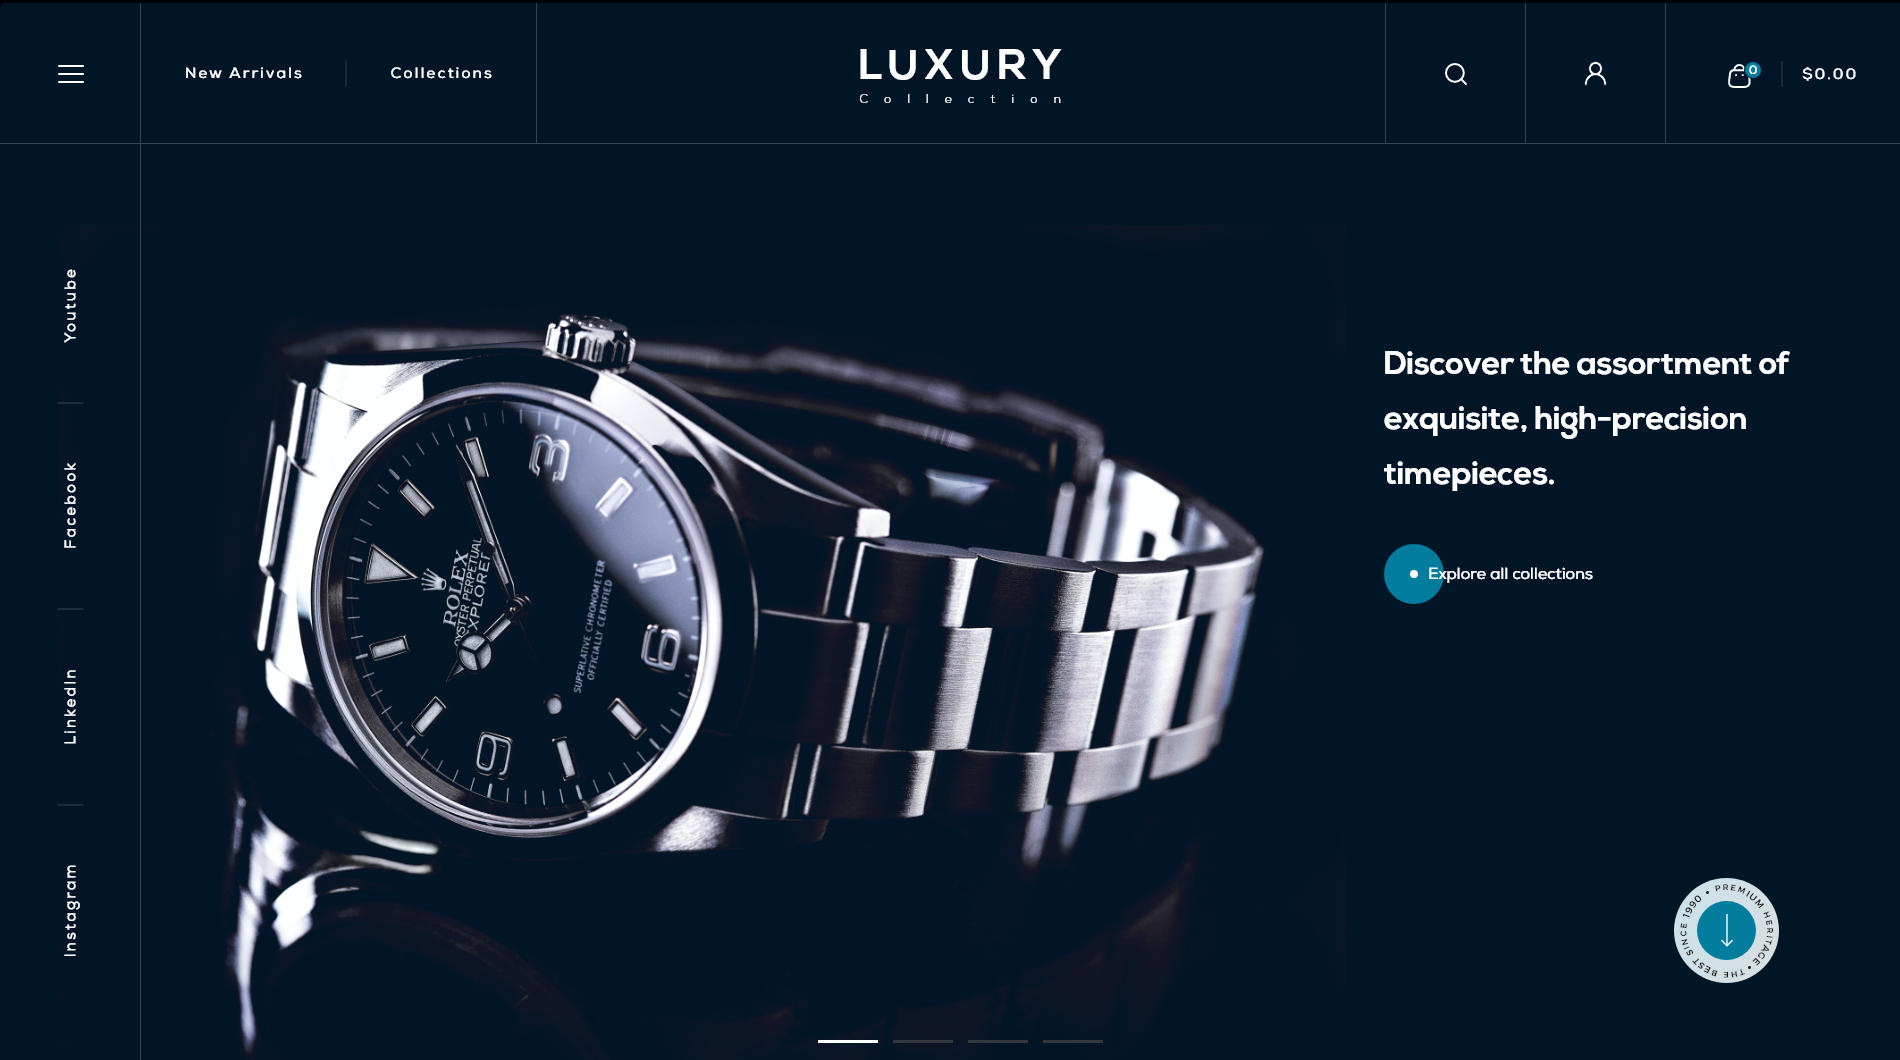 New Arrivals
Collections
LUXURY
Collection
0
$0.00
Youtube
Facebook
LinkedIn
Instagram
Discover the assortment of
exquisite, high-precision
timepieces.
Explore all collections
3
6
9
ROLEX
OYSTER PERPETUAL
XPLORE
SUPERLATIVE CHRONOMETER
OFFICIALLY CERTIFIED
PREMIUM HERITAGE • THE BEST SINCE 1990 •